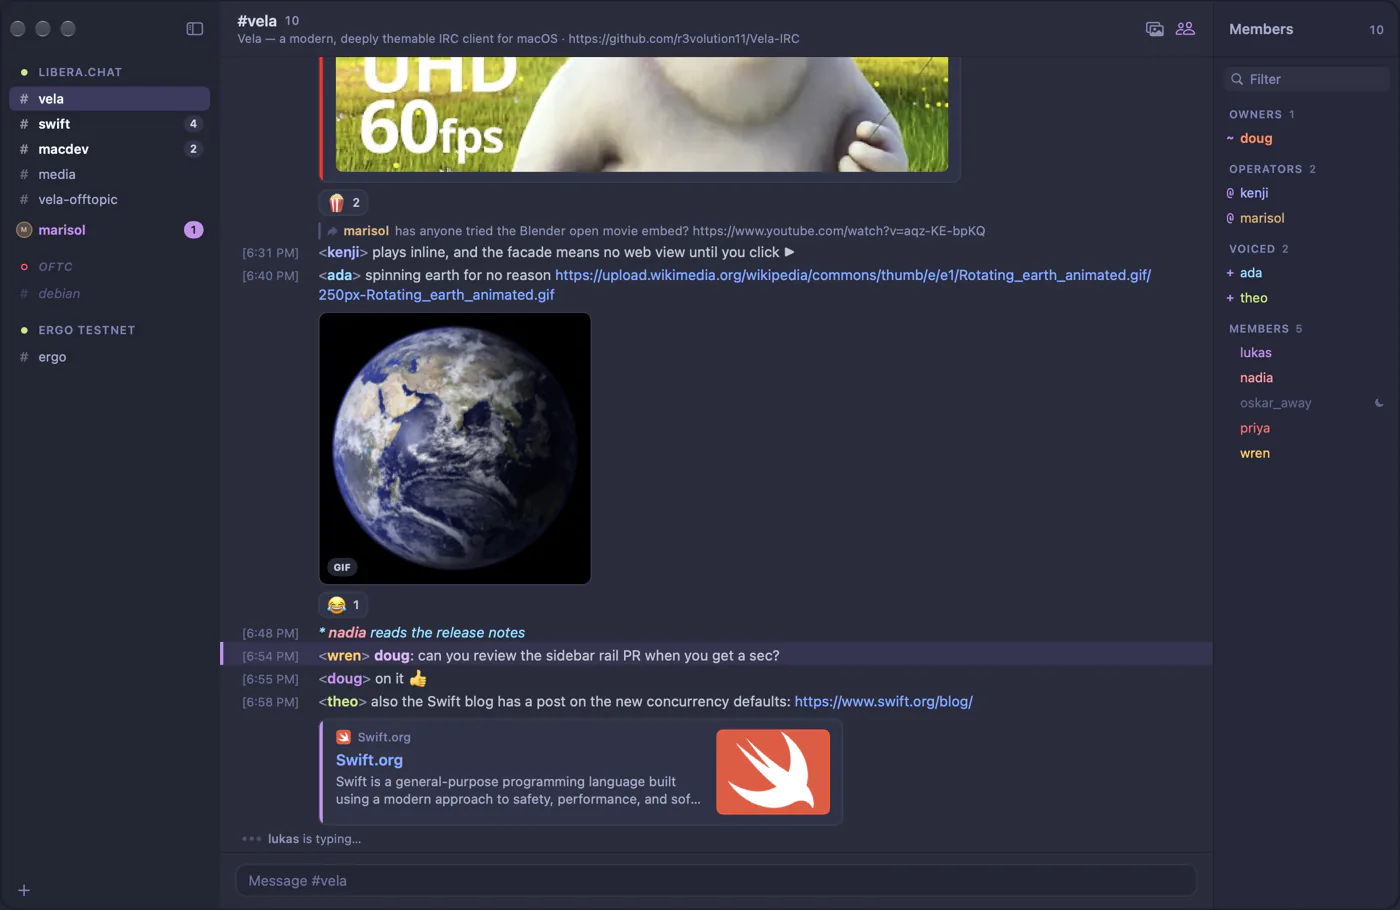 LIBERA.CHAT
# vela
# swift 4
# macdev 2
# media
# vela-offtopic
M marisol 1
OFTC
# debian
ERGO TESTNET
# ergo
+
#vela 10
Vela — a modern, deeply themable IRC client for macOS · https://github.com/r3volution11/Vela-IRC
UHD
60fps
🍿 2
marisol has anyone tried the Blender open movie embed? https://www.youtube.com/watch?v=aqz-KE-bpKQ
[6:31 PM] <kenji> plays inline, and the facade means no web view until you click ▶
[6:40 PM] <ada> spinning earth for no reason https://upload.wikimedia.org/wikipedia/commons/thumb/e/e1/Rotating_earth_animated.gif/
250px-Rotating_earth_animated.gif
GIF
😂 1
[6:48 PM] * nadia reads the release notes
[6:54 PM] <wren> doug: can you review the sidebar rail PR when you get a sec?
[6:55 PM] <doug> on it 👍
[6:58 PM] <theo> also the Swift blog has a post on the new concurrency defaults: https://www.swift.org/blog/
Swift.org
Swift.org
Swift is a general-purpose programming language built
using a modern approach to safety, performance, and sof...
lukas is typing...
Message #vela
Members 10
Filter
OWNERS 1
~ doug
OPERATORS 2
@ kenji
@ marisol
VOICED 2
+ ada
+ theo
MEMBERS 5
lukas
nadia
oskar_away
priya
wren